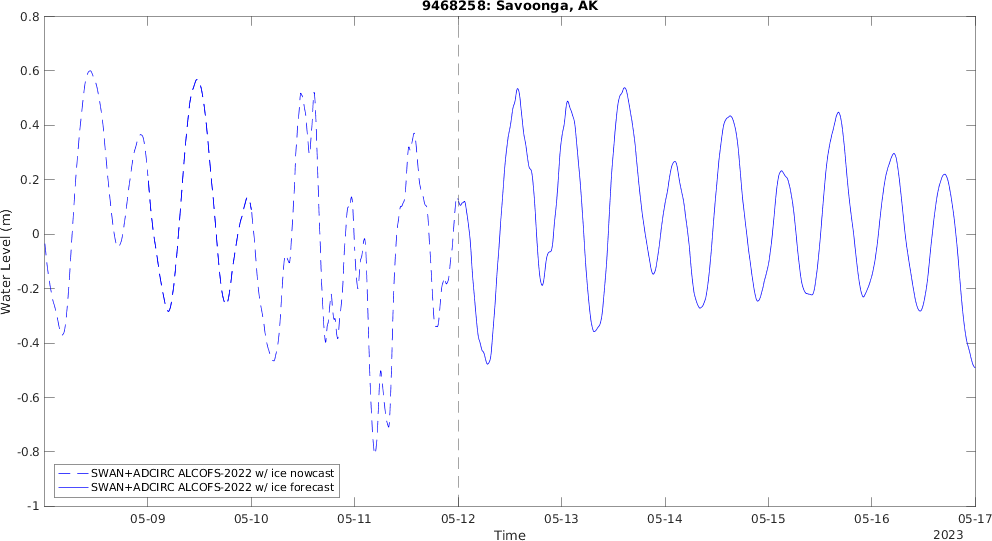 9468258: Savoonga, AK
Water Level (m)
0.8
0.6
0.4
0.2
0
-0.2
-0.4
-0.6
-0.8
-1
SWAN+ADCIRC ALCOFS-2022 w/ ice nowcast
SWAN+ADCIRC ALCOFS-2022 w/ ice forecast
05-09 05-10 05-11 05-12 05-13 05-14 05-15 05-16 05-17
Time
2023